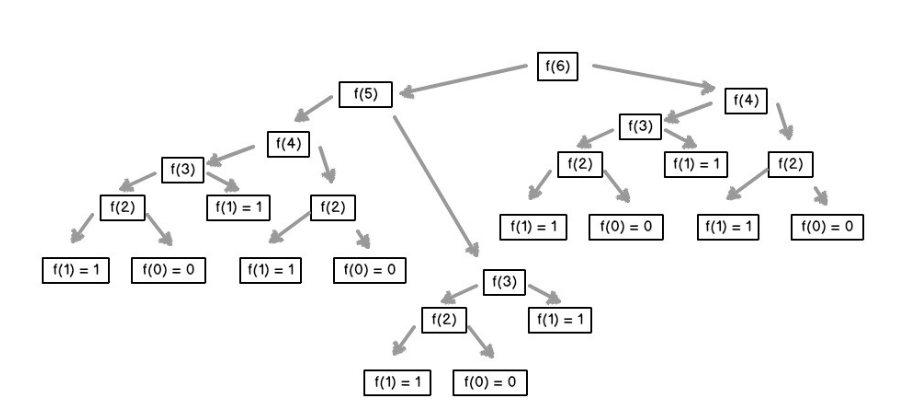 f(6)
f(5)
f(4)
f(3)
f(4)
f(3)
f(2)
f(1) = 1
f(2)
f(2)
f(1) = 1
f(2)
f(1) = 1
f(0) = 0
f(1) = 1
f(0) = 0
f(1) = 1
f(0) = 0
f(1) = 1
f(0) = 0
f(3)
f(2)
f(1) = 1
f(1) = 1
f(0) = 0